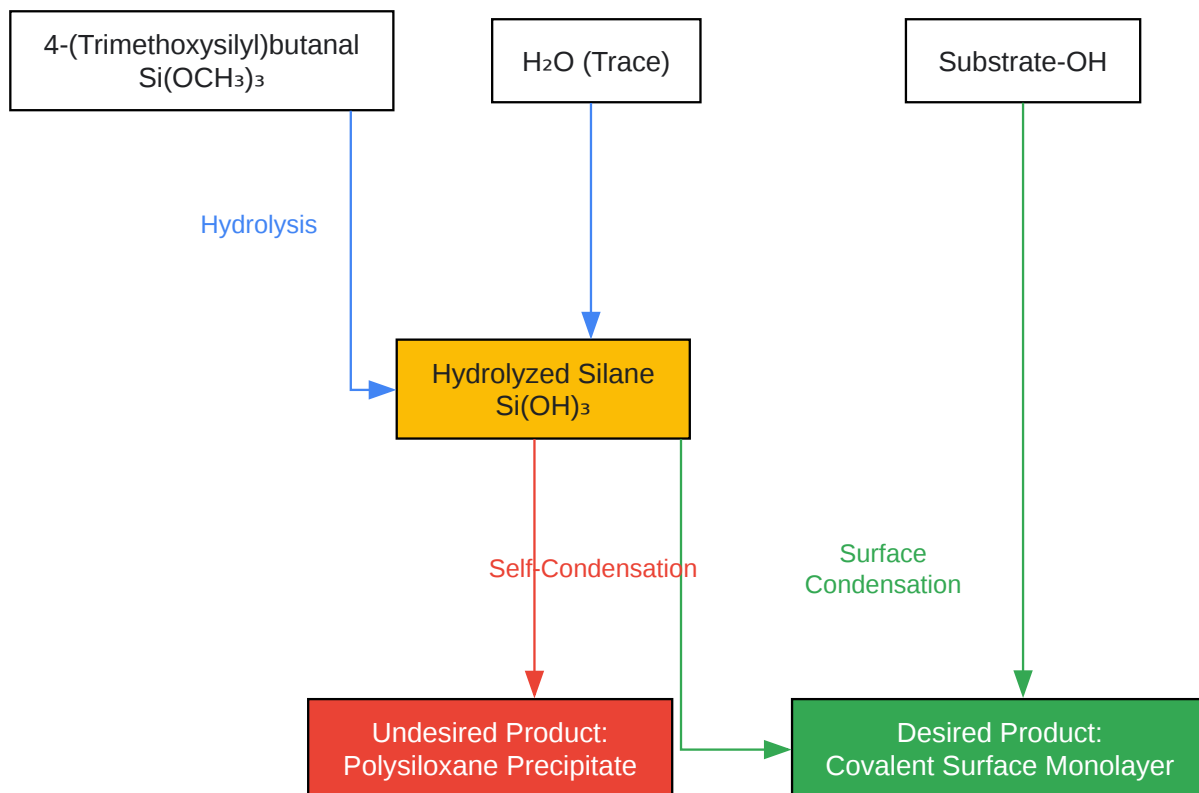 4-(Trimethoxysilyl)butanal
Si(OCH₃)₃
H₂O (Trace)
Substrate-OH
Hydrolysis
Hydrolyzed Silane
Si(OH)₃
Self-Condensation
Surface
Condensation
Undesired Product:
Polysiloxane Precipitate
Desired Product:
Covalent Surface Monolayer